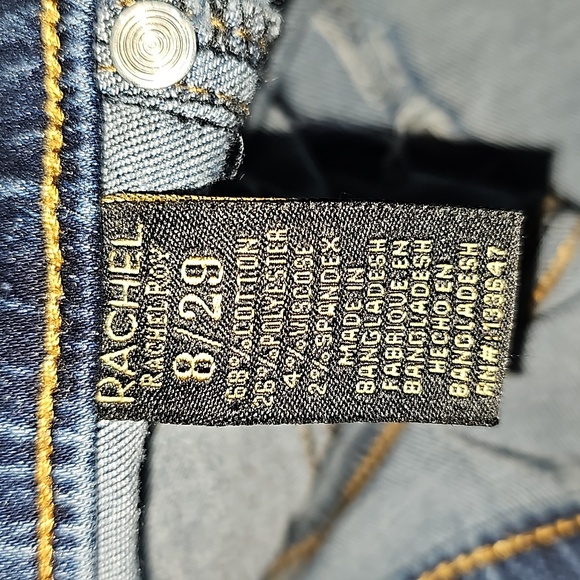 RACHEL
RACHEL ROY
8/29
68% COTTON
26% POLYESTER
4% VISCOSE
2% SPANDEX
MADE IN
BANGLADESH
FABRIQUE EN
BANGLADESH
HECHO EN
BANGLADESH
RN# 133647